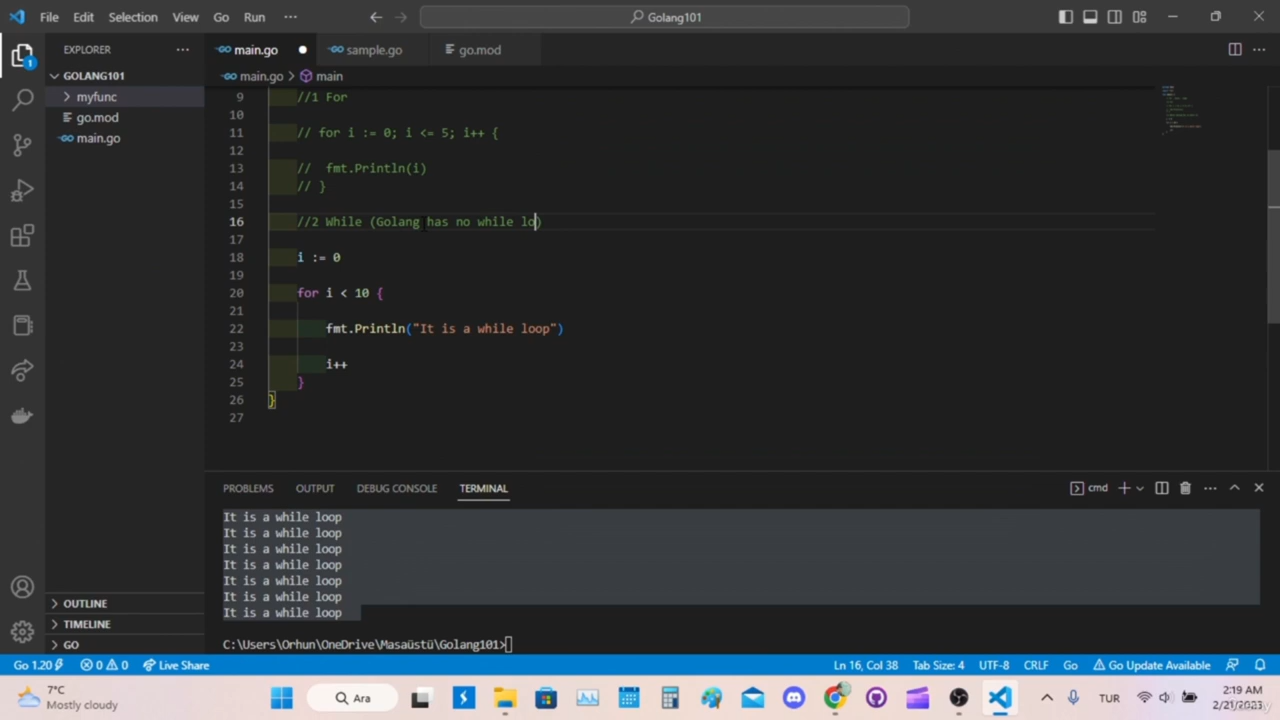 File Edit Selection View Go Run ··· Golang101
EXPLORER ···
main.go sample.go go.mod
GOLANG101
myfunc
go.mod
main.go
main.go > main
9 //1 For
10
11 // for i := 0; i <= 5; i++ {
12
13 // fmt.Println(i)
14 // }
15
16 //2 While (Golang has no while lo)
17
18 i := 0
19
20 for i < 10 {
21
22 fmt.Println("It is a while loop")
23
24 i++
25 }
26 }
27
PROBLEMS OUTPUT DEBUG CONSOLE TERMINAL cmd
It is a while loop
It is a while loop
It is a while loop
It is a while loop
It is a while loop
It is a while loop
It is a while loop
C:\Users\Orhun\OneDrive\Masaüstü\Golang101>
OUTLINE
TIMELINE
GO
Go 1.20 0 0 Live Share Ln 16, Col 38 Tab Size: 4 UTF-8 CRLF Go Go Update Available
7°C
Mostly cloudy
Ara
TUR
2:19 AM
2/21/2023